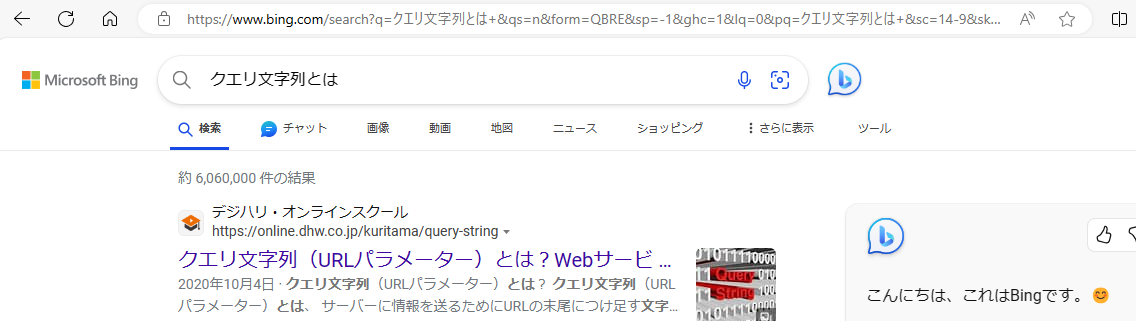 https://www.bing.com/search?q=クエリ文字列とは+&qs=n&form=QBRE&sp=-1&ghc=1&lq=0&pq=クエリ文字列とは+&sc=14-9&sk...
Microsoft Bing
クエリ文字列とは
検索 チャット 画像 動画 地図 ニュース ショッピング さらに表示 ツール
約 6,060,000 件の結果
デジハリ・オンラインスクール
https://online.dhw.co.jp/kuritama/query-string
クエリ文字列（URLパラメーター）とは？Webサービ ...
2020年10月4日 · クエリ文字列（URLパラメーター）とは？ クエリ文字列（URL
パラメーター）とは、 サーバーに情報を送るためにURLの末尾につけ足す文字...
Query
String
こんにちは、これはBingです。😊